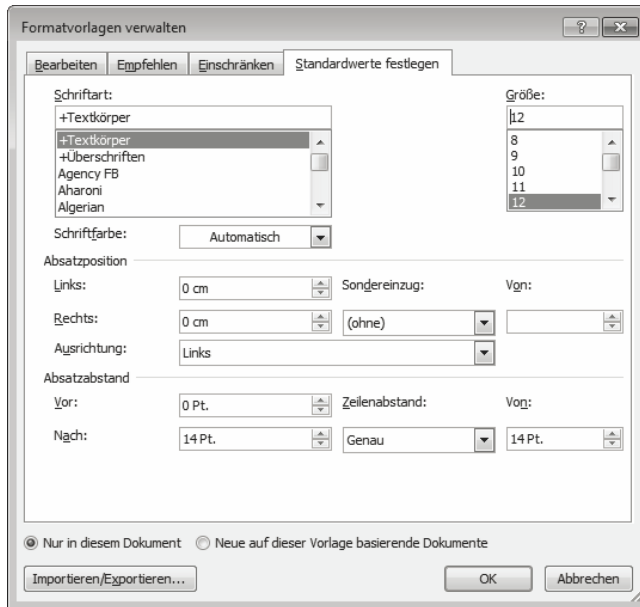 Formatvorlagen verwalten
Bearbeiten Empfehlen Einschränken Standardwerte festlegen
Schriftart: Größe:
+Textkörper 12
+Textkörper 8
+Überschriften 9
Agency FB 10
Aharoni 11
Algerian 12
Schriftfarbe: Automatisch
Absatzposition
Links: 0 cm Sondereinzug: Von:
Rechts: 0 cm (ohne)
Ausrichtung: Links
Absatzabstand
Vor: 0 Pt. Zeilenabstand: Von:
Nach: 14 Pt. Genau 14 Pt.
Nur in diesem Dokument Neue auf dieser Vorlage basierende Dokumente
Importieren/Exportieren... OK Abbrechen